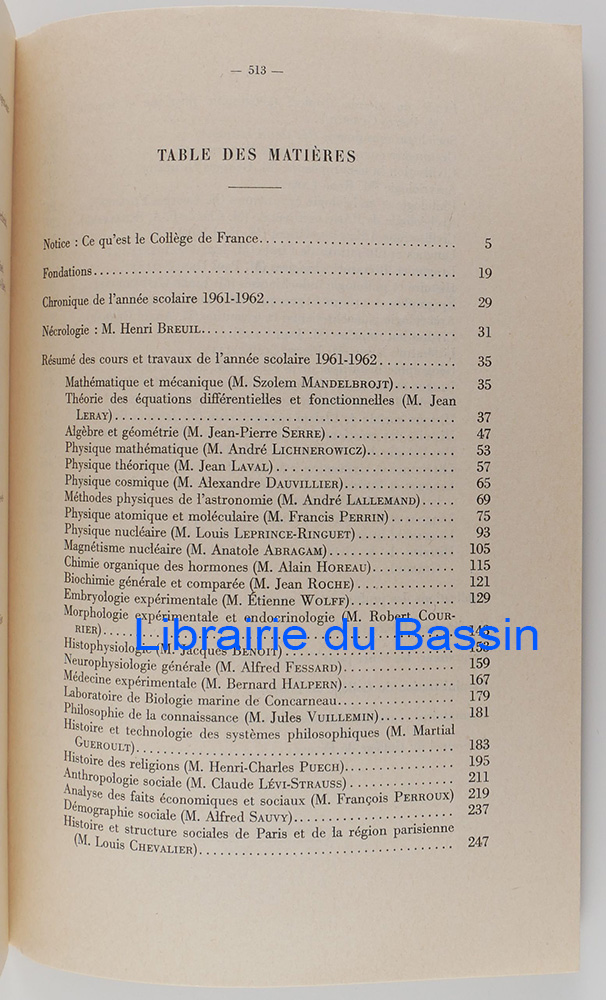 — 513 —
TABLE DES MATIÈRES
Notice : Ce qu'est le Collège de France............................ 5
Fondations...................................................... 19
Chronique de l'année scolaire 1961-1962........................... 29
Nécrologie : M. Henri BREUIL..................................... 31
Résumé des cours et travaux de l'année scolaire 1961-1962........... 35
Mathématique et mécanique (M. Szolem MANDELBROJT)......... 35
Théorie des équations différentielles et fonctionnelles (M. Jean
LERAY)..................................................... 37
Algèbre et géométrie (M. Jean-Pierre SERRE).................. 47
Physique mathématique (M. André LICHNEROWICZ)............. 53
Physique théorique (M. Jean LAVAL)........................... 57
Physique cosmique (M. Alexandre DAUVILLIER)................ 65
Méthodes physiques de l'astronomie (M. André LALLEMAND)..... 69
Physique atomique et moléculaire (M. Francis PERRIN)......... 75
Physique nucléaire (M. Louis LEPRINCE-RINGUET).............. 93
Magnétisme nucléaire (M. Anatole ABRAGAM).................. 105
Chimie organique des hormones (M. Alain HOREAU)............ 115
Biochimie générale et comparée (M. Jean ROCHE)............... 121
Embryologie expérimentale (M. Étienne WOLFF)................ 129
Morphologie expérimentale et endocrinologie (M. Robert COUR-
RIER)...................................................... 143
Librairie du Bassin
Histophysiologie (M. Jacques BENOIT)......................... 153
Neurophysiologie générale (M. Alfred FESSARD)................ 159
Médecine expérimentale (M. Bernard HALPERN)................. 167
Laboratoire de Biologie marine de Concarneau.................. 179
Philosophie de la connaissance (M. Jules VUILLEMIN)............ 181
Histoire et technologie des systèmes philosophiques (M. Martial
GUEROULT)................................................. 183
Histoire des religions (M. Henri-Charles PUECH)................ 195
Anthropologie sociale (M. Claude LÉVI-STRAUSS)............... 211
Analyse des faits économiques et sociaux (M. François PERROUX) 219
Démographie sociale (M. Alfred SAUVY)........................ 237
Histoire et structure sociales de Paris et de la région parisienne
(M. Louis CHEVALIER)....................................... 247